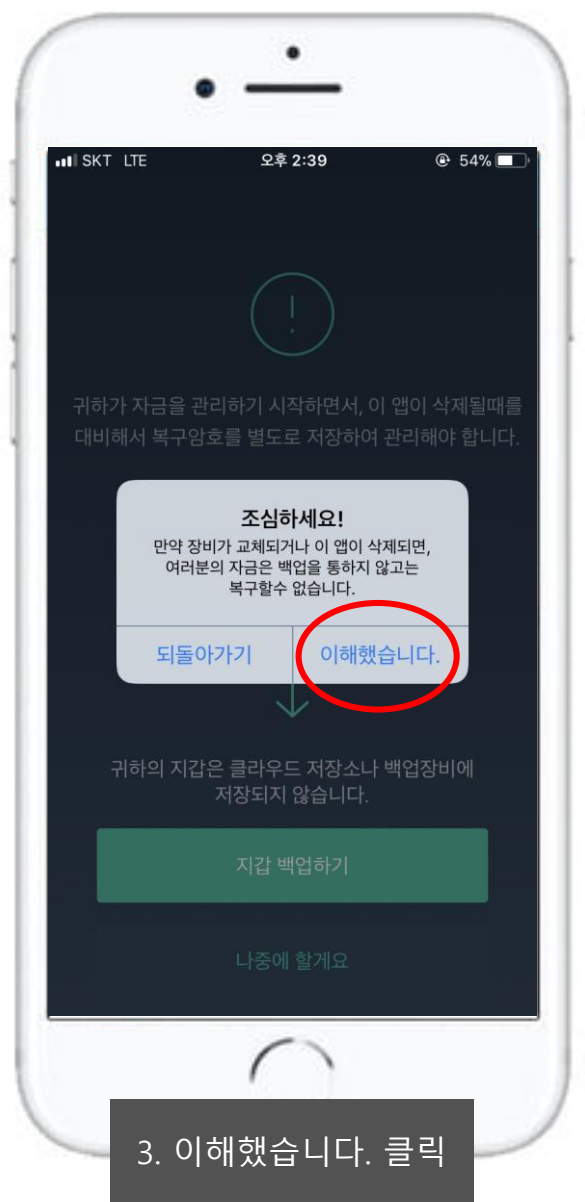 SKT LTE 오후 2:39 54%
!
귀하가 자금을 관리하기 시작하면서, 이 앱이 삭제될때를
대비해서 복구암호를 별도로 저장하여 관리해야 합니다.
조심하세요!
만약 장비가 교체되거나 이 앱이 삭제되면,
여러분의 자금은 백업을 통하지 않고는
복구할수 없습니다.
되돌아가기 이해했습니다.
귀하의 지갑은 클라우드 저장소나 백업장비에
저장되지 않습니다.
지갑 백업하기
나중에 할게요
3. 이해했습니다. 클릭